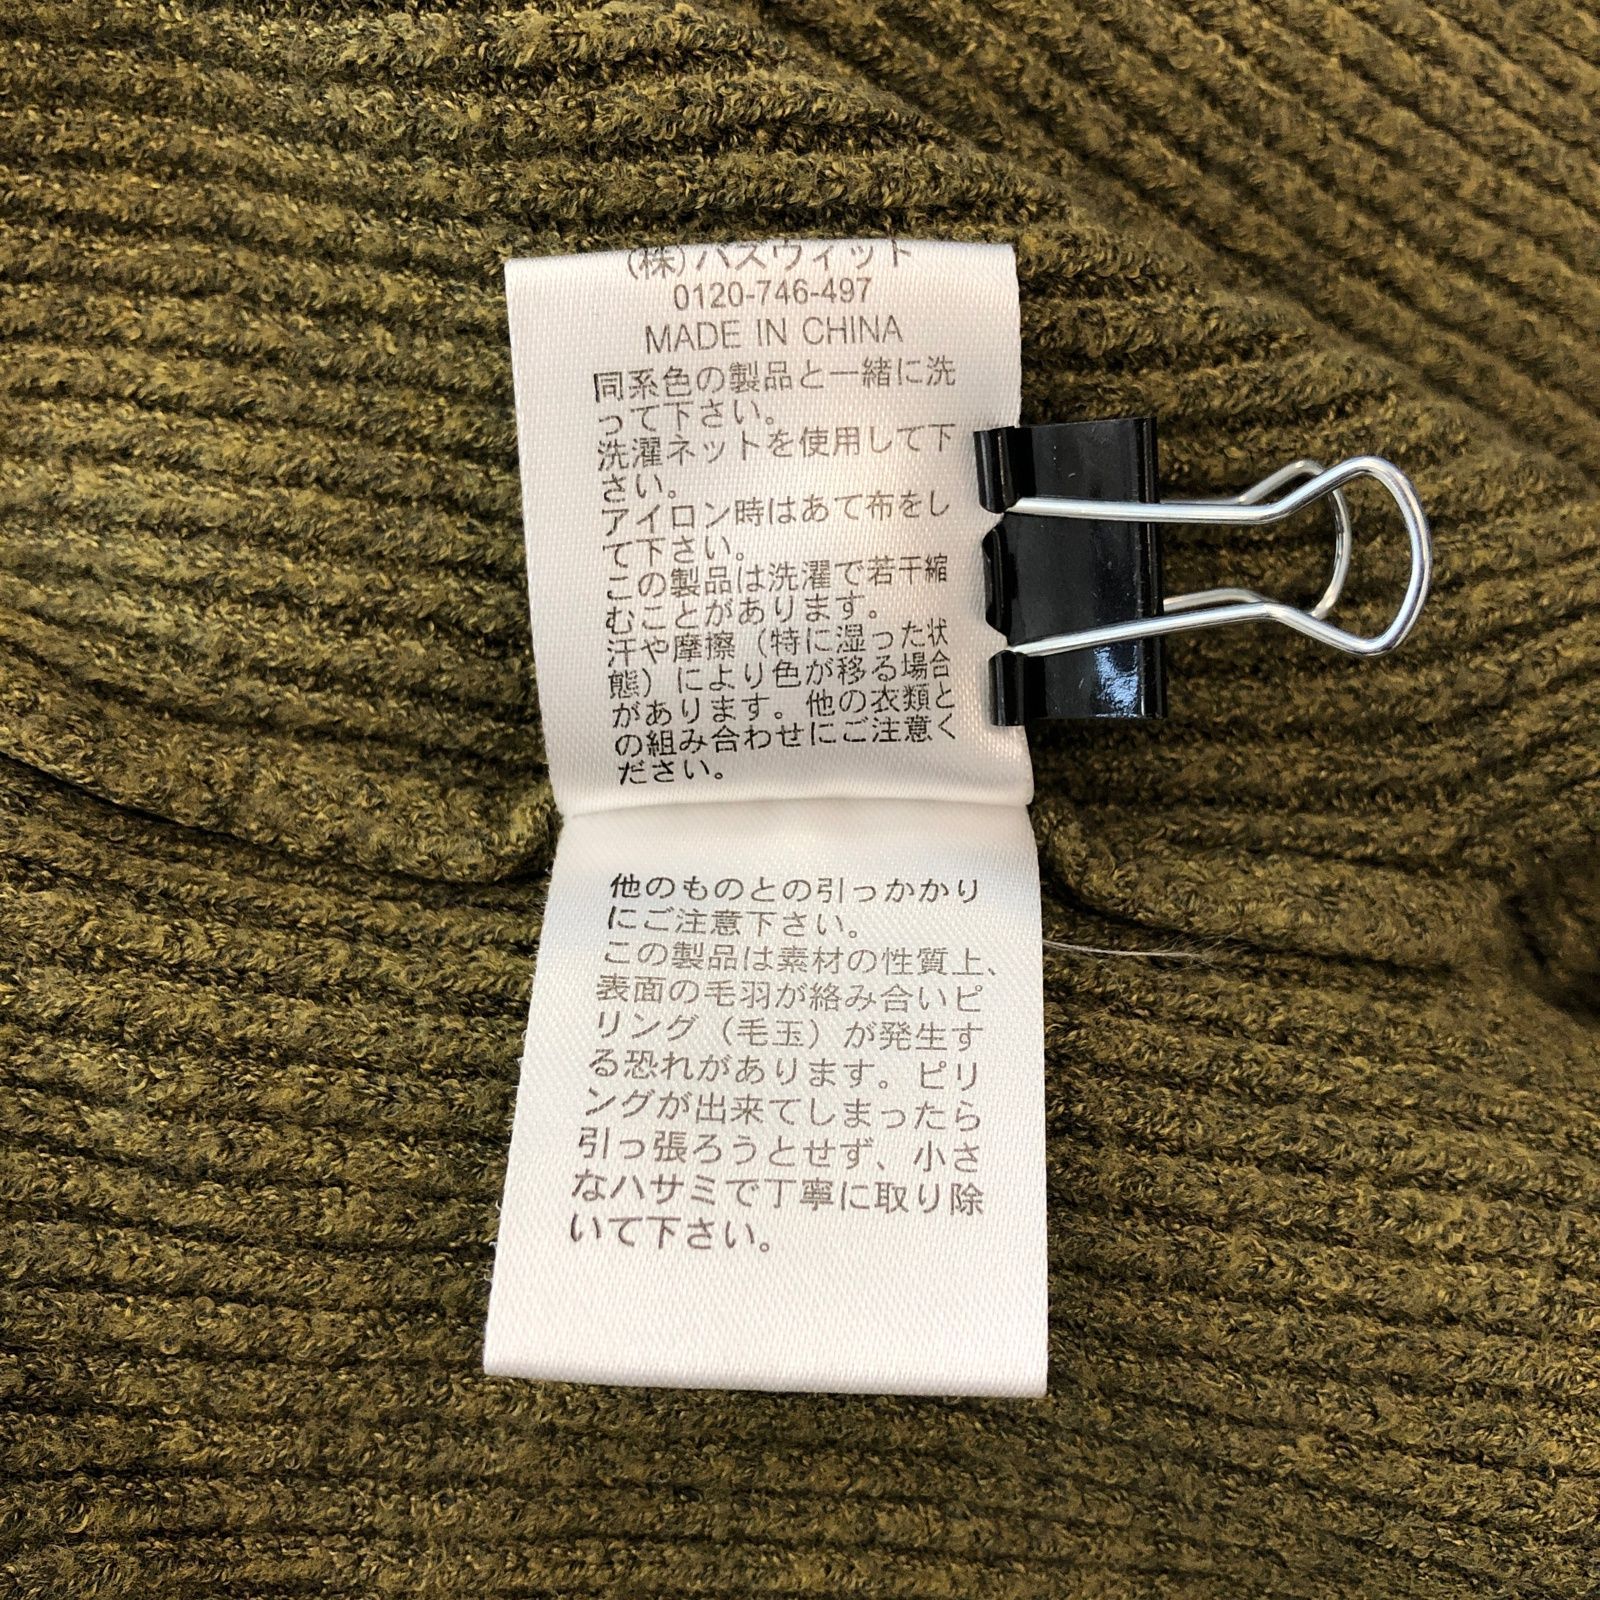 (株)バズウィット
0120-746-497
MADE IN CHINA
同系色の製品と一緒に洗
って下さい。
洗濯ネットを使用して下
さい。
アイロン時はあて布をし
て下さい。
この製品は洗濯で若干縮
むことがあります。
汗や摩擦（特に湿った状
態）により色が移る場合
があります。他の衣類と
の組み合わせにご注意く
ださい。
他のものとの引っかかり
にご注意下さい。
この製品は素材の性質上、
表面の毛羽が絡み合いピ
リング（毛玉）が発生す
る恐れがあります。ピリ
ングが出来てしまったら
引っ張ろうとせず、小さ
なハサミで丁寧に取り除
いて下さい。